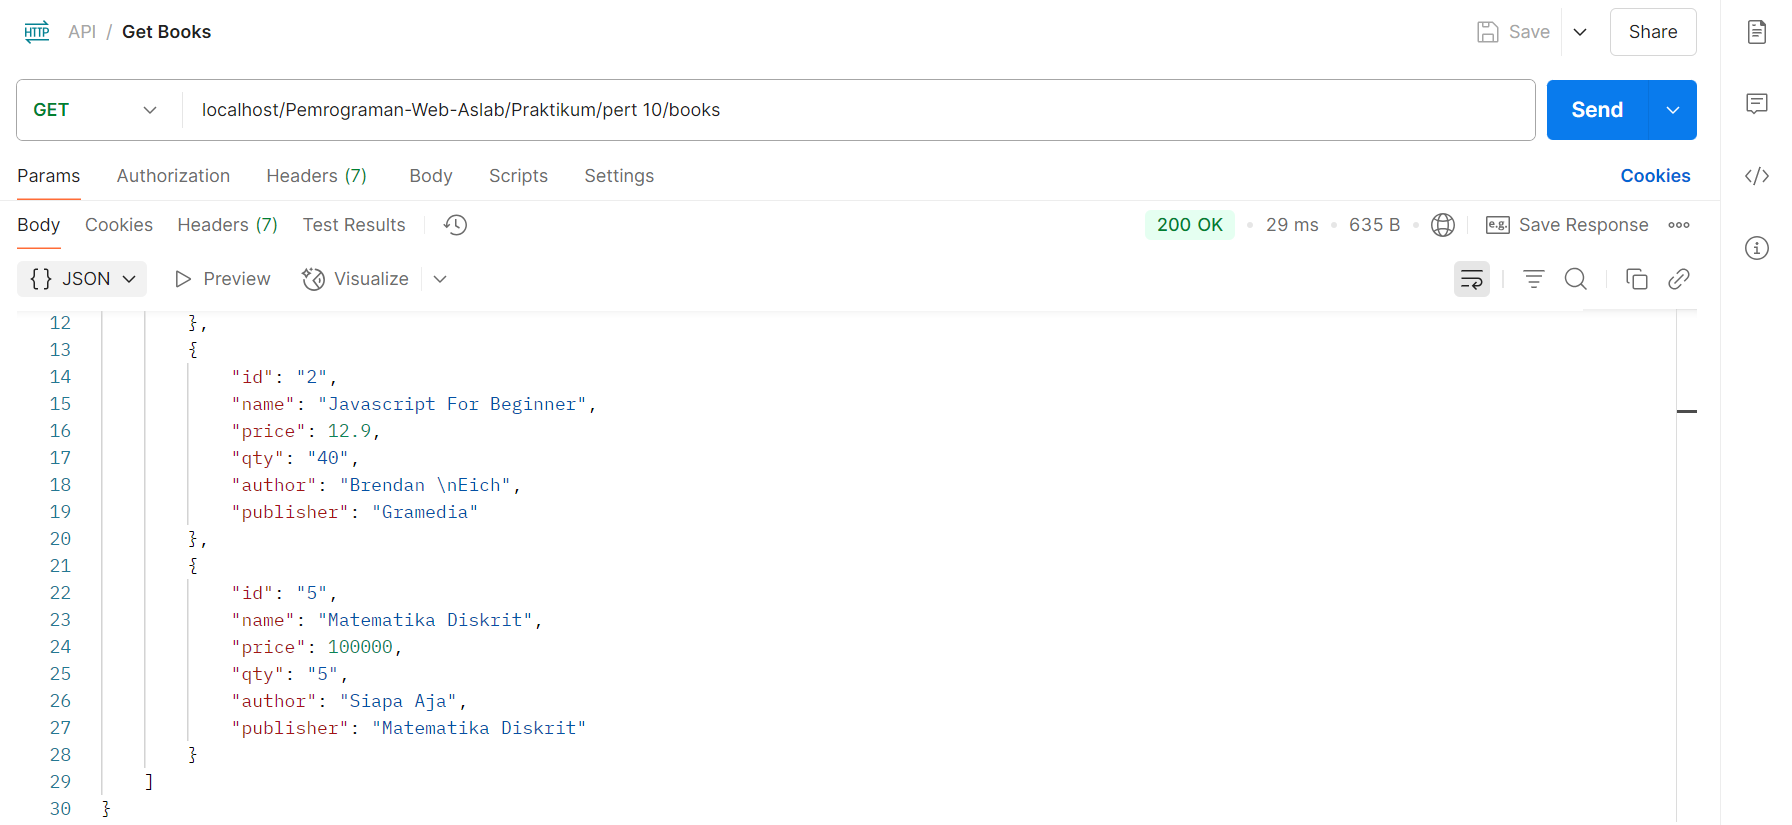 HTTP API / Get Books Save Share
GET localhost/Pemrograman-Web-Aslab/Praktikum/pert 10/books Send
Params Authorization Headers (7) Body Scripts Settings Cookies
Body Cookies Headers (7) Test Results 200 OK 29 ms 635 B e.g. Save Response
{} JSON Preview Visualize
12 },
13 {
14 "id": "2",
15 "name": "Javascript For Beginner",
16 "price": 12.9,
17 "qty": "40",
18 "author": "Brendan \nEich",
19 "publisher": "Gramedia"
20 },
21 {
22 "id": "5",
23 "name": "Matematika Diskrit",
24 "price": 100000,
25 "qty": "5",
26 "author": "Siapa Aja",
27 "publisher": "Matematika Diskrit"
28 }
29 ]
30 }